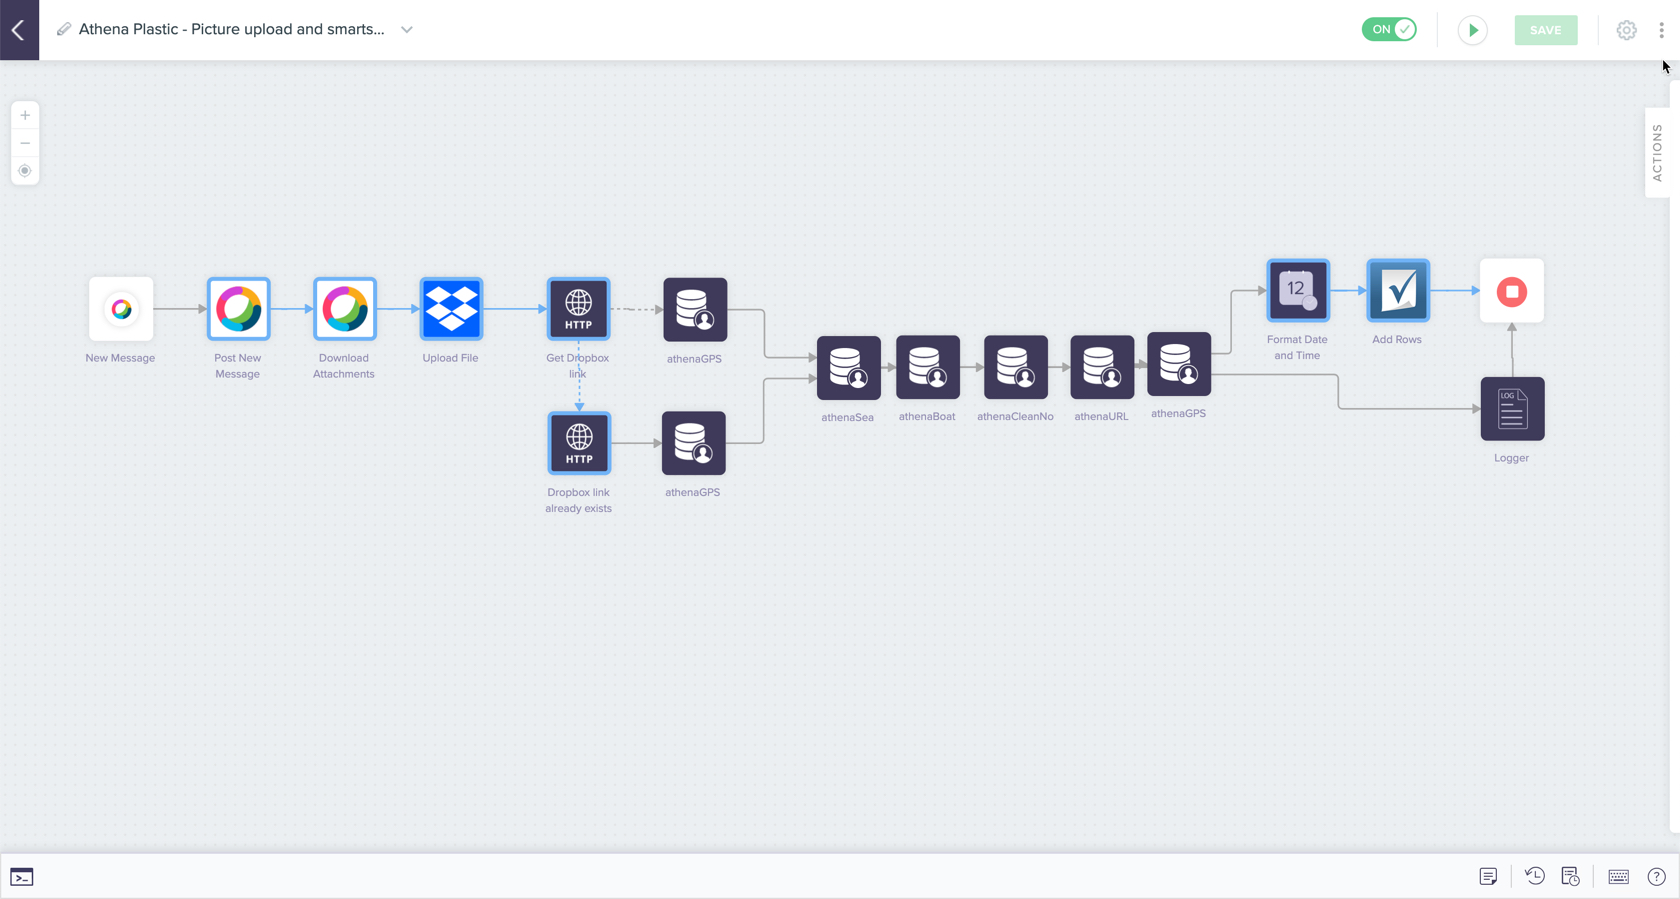 Athena Plastic - Picture upload and smarts...
ON
SAVE
ACTIONS
New Message
Post New
Message
Download
Attachments
Upload File
HTTP
Get Dropbox
link
athenaGPS
HTTP
Dropbox link
already exists
athenaGPS
athenaSea
athenaBoat
athenaCleanNo
athenaURL
athenaGPS
12
Format Date
and Time
Add Rows
LOG
Logger